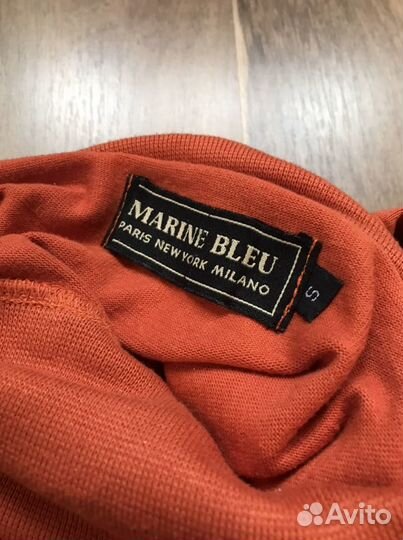 MARINE BLEU
PARIS NEW YORK MILANO
S
Avito